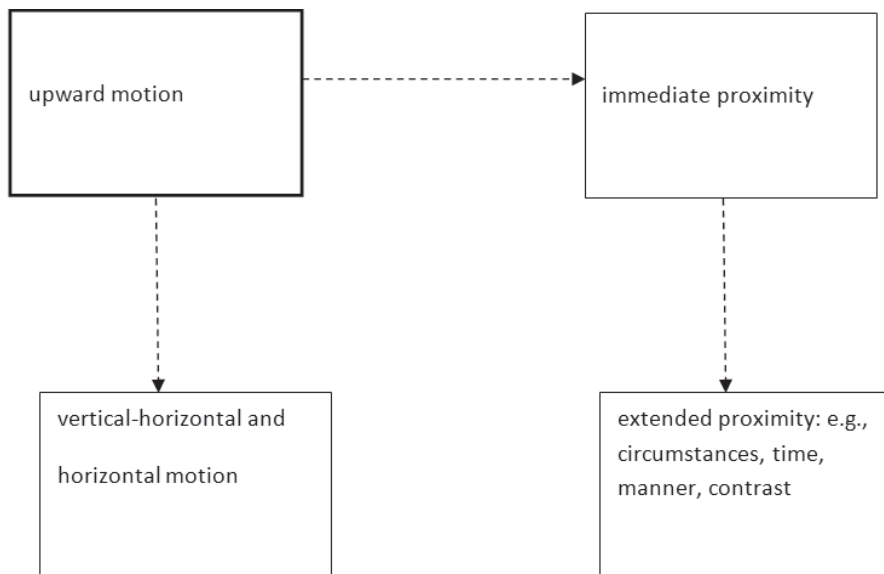 upward motion
immediate proximity
vertical-horizontal and
horizontal motion
extended proximity: e.g.,
circumstances, time,
manner, contrast